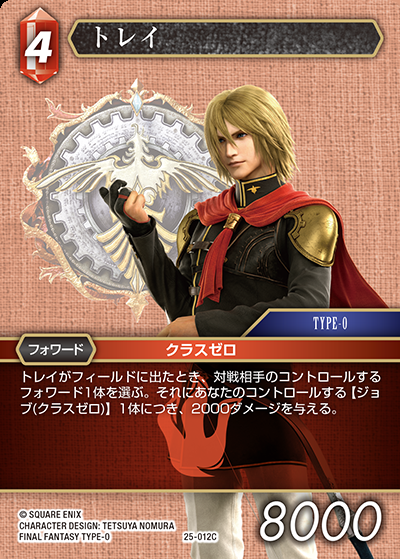 4
トレイ
TYPE-0
フォワード
クラスゼロ
トレイがフィールドに出たとき、対戦相手のコントロールする
フォワード1体を選ぶ。それにあなたのコントロールする【ジョ
ブ(クラスゼロ)】1体につき、2000ダメージを与える。
© SQUARE ENIX
CHARACTER DESIGN: TETSUYA NOMURA
FINAL FANTASY TYPE-0
25-012C
8000